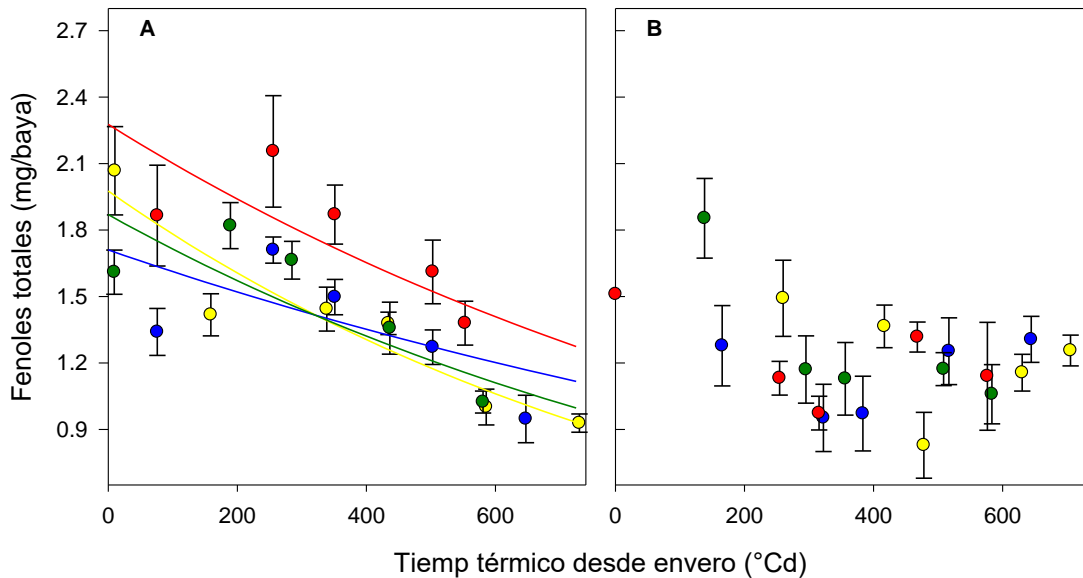 A
B
2.7
2.4
2.1
1.8
1.5
1.2
0.9
Fenoles totales (mg/baya)
0 200 400 600 0 200 400 600
Tiemp térmico desde envero (°Cd)